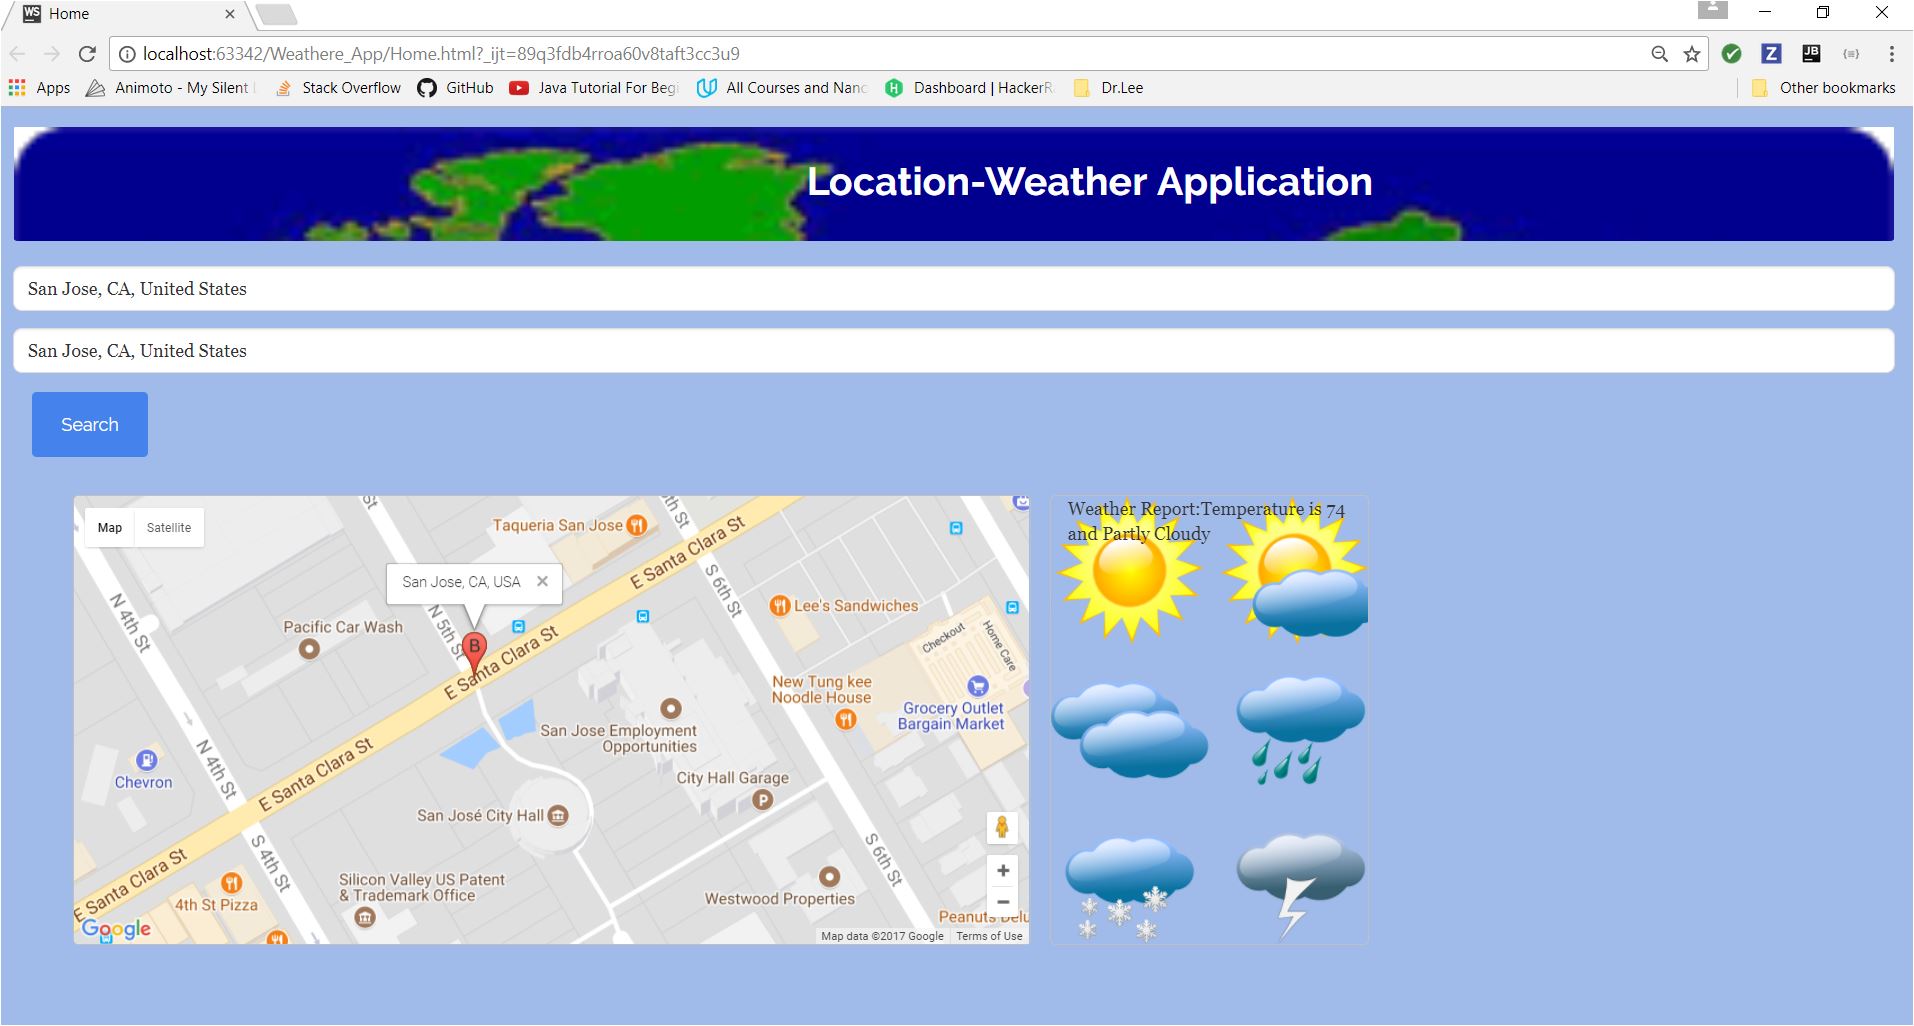 WS Home
localhost:63342/Weathere_App/Home.html?_ijt=89q3fdb4rroa60v8taft3cc3u9
Z JB
Apps Animoto - My Silent Stack Overflow GitHub Java Tutorial For Begi All Courses and Nano Dashboard | HackerRa Dr.Lee Other bookmarks
Location-Weather Application
San Jose, CA, United States
San Jose, CA, United States
Search
Map Satellite
Taqueria San Jose
E Santa Clara St
San Jose, CA, USA
N 4th St
N 5th St
S 6th St
Lee's Sandwiches
Pacific Car Wash
B
E Santa Clara St
Checkout
Home Care
New Tung kee
Noodle House
Grocery Outlet
Bargain Market
San Jose Employment
Opportunities
N 4th St
Chevron
E Santa Clara St
City Hall Garage
P
San José City Hall
S 4th St
S 6th St
E Santa Clara St
4th St Pizza
Silicon Valley US Patent
& Trademark Office
Westwood Properties
Peanuts Delu
Google
Map data ©2017 Google Terms of Use
Weather Report:Temperature is 74
and Partly Cloudy